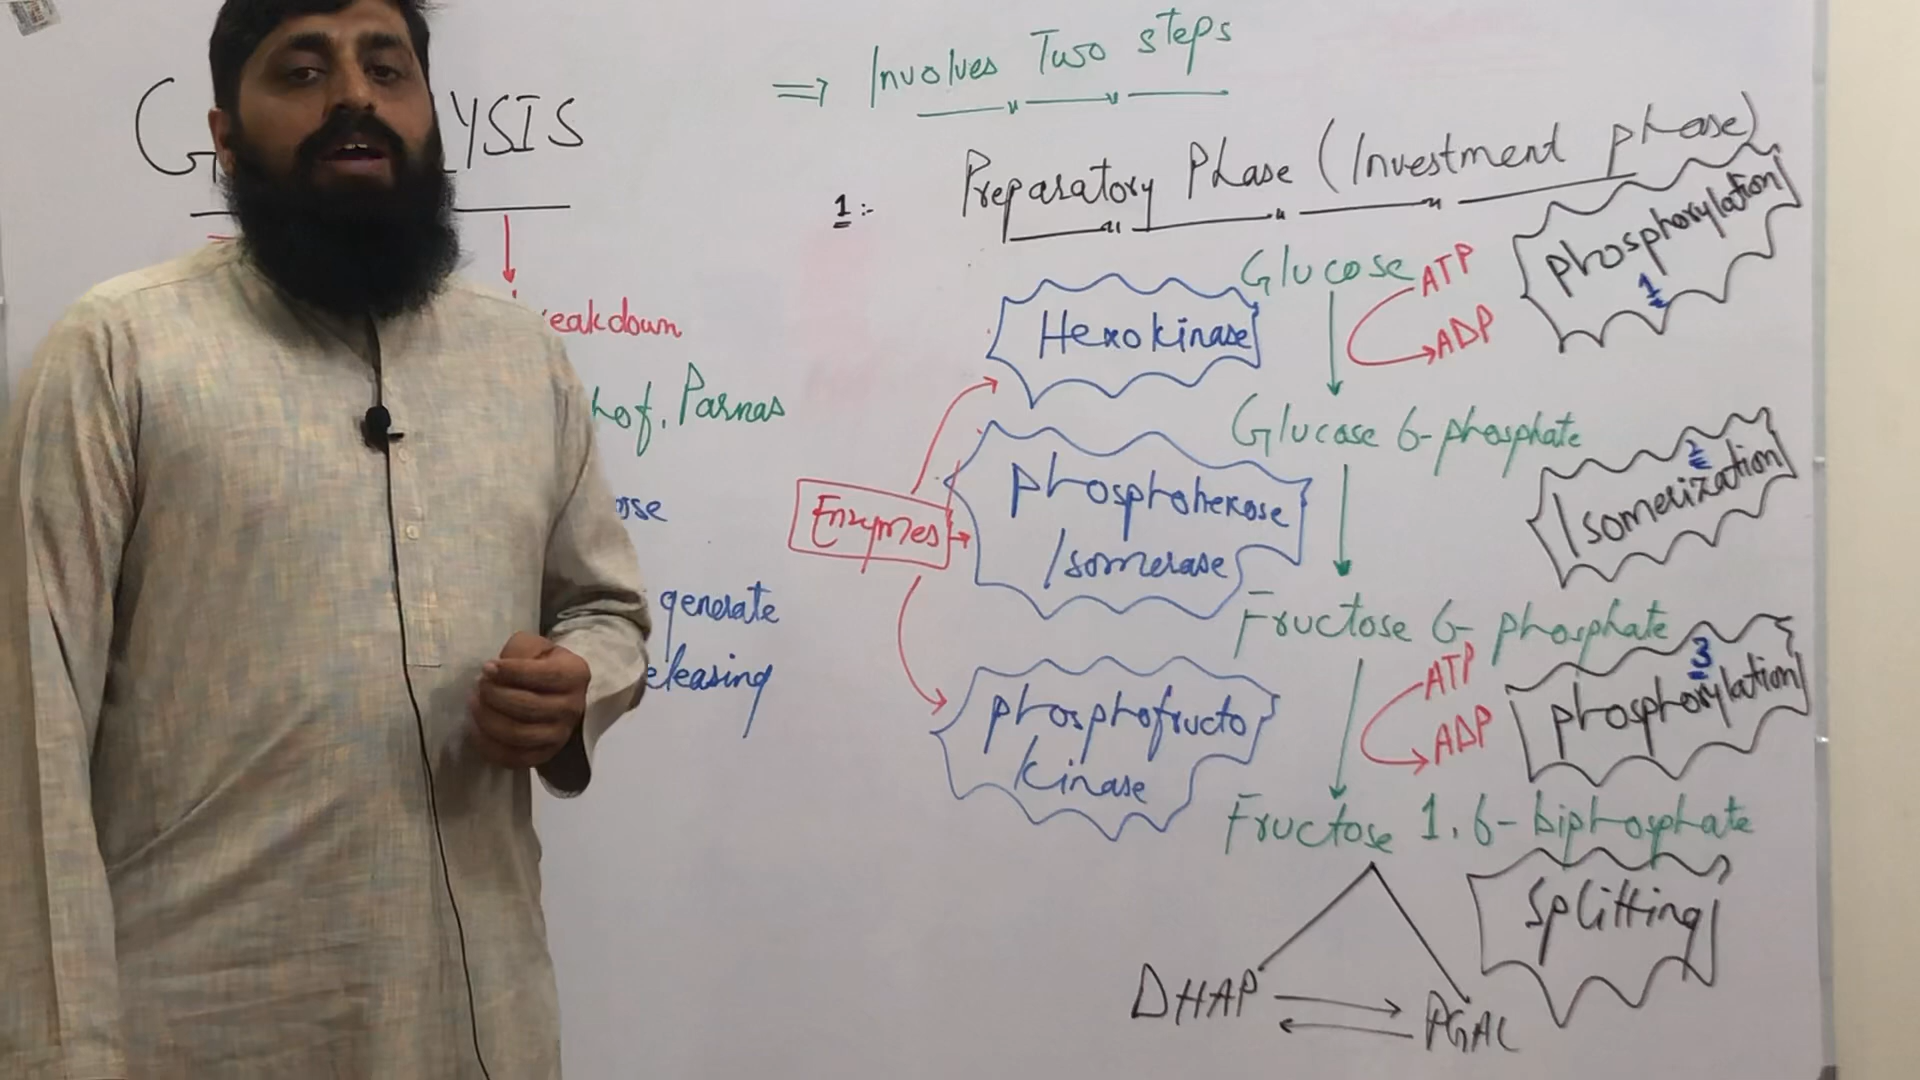 ⇒ Involves Two steps
YSIS
1:- Preparatory Phase (Investment phase)
Glucose
ATP
ADP
phosphorylation
1
Hexokinase
eakdown
Parnas
Glucose 6-phosphate
2
Isomerization
Enzymes
phosphohexose
Isomerase
ose
generate
eleasing
Fructose 6-phosphate
ATP
ADP
3
phosphorylation
phosphofructo
kinase
Fructose 1,6-biphosphate
Splitting
DHAP
PGAL